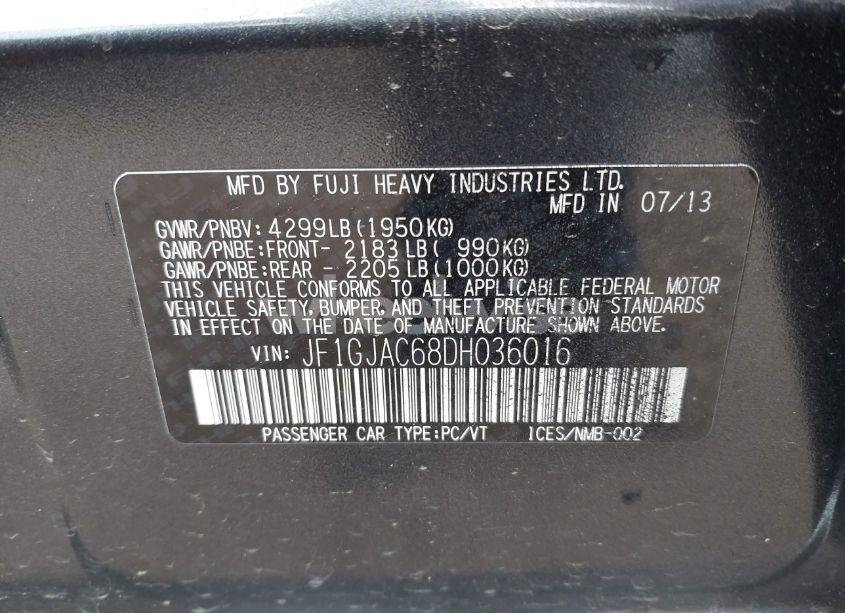 MFD BY FUJI HEAVY INDUSTRIES LTD.
MFD IN 07/13
GVWR/PNBV: 4299LB(1950KG)
GAWR/PNBE:FRONT- 2183LB( 990KG)
GAWR/PNBE:REAR - 2205LB(1000KG)
THIS VEHICLE CONFORMS TO ALL APPLICABLE FEDERAL MOTOR
VEHICLE SAFETY, BUMPER, AND THEFT PREVENTION STANDARDS
IN EFFECT ON THE DATE OF MANUFACTURE SHOWN ABOVE.
VIN: JF1GJAC68DH036016
PASSENGER CAR TYPE:PC/VT ICES/NMB-002